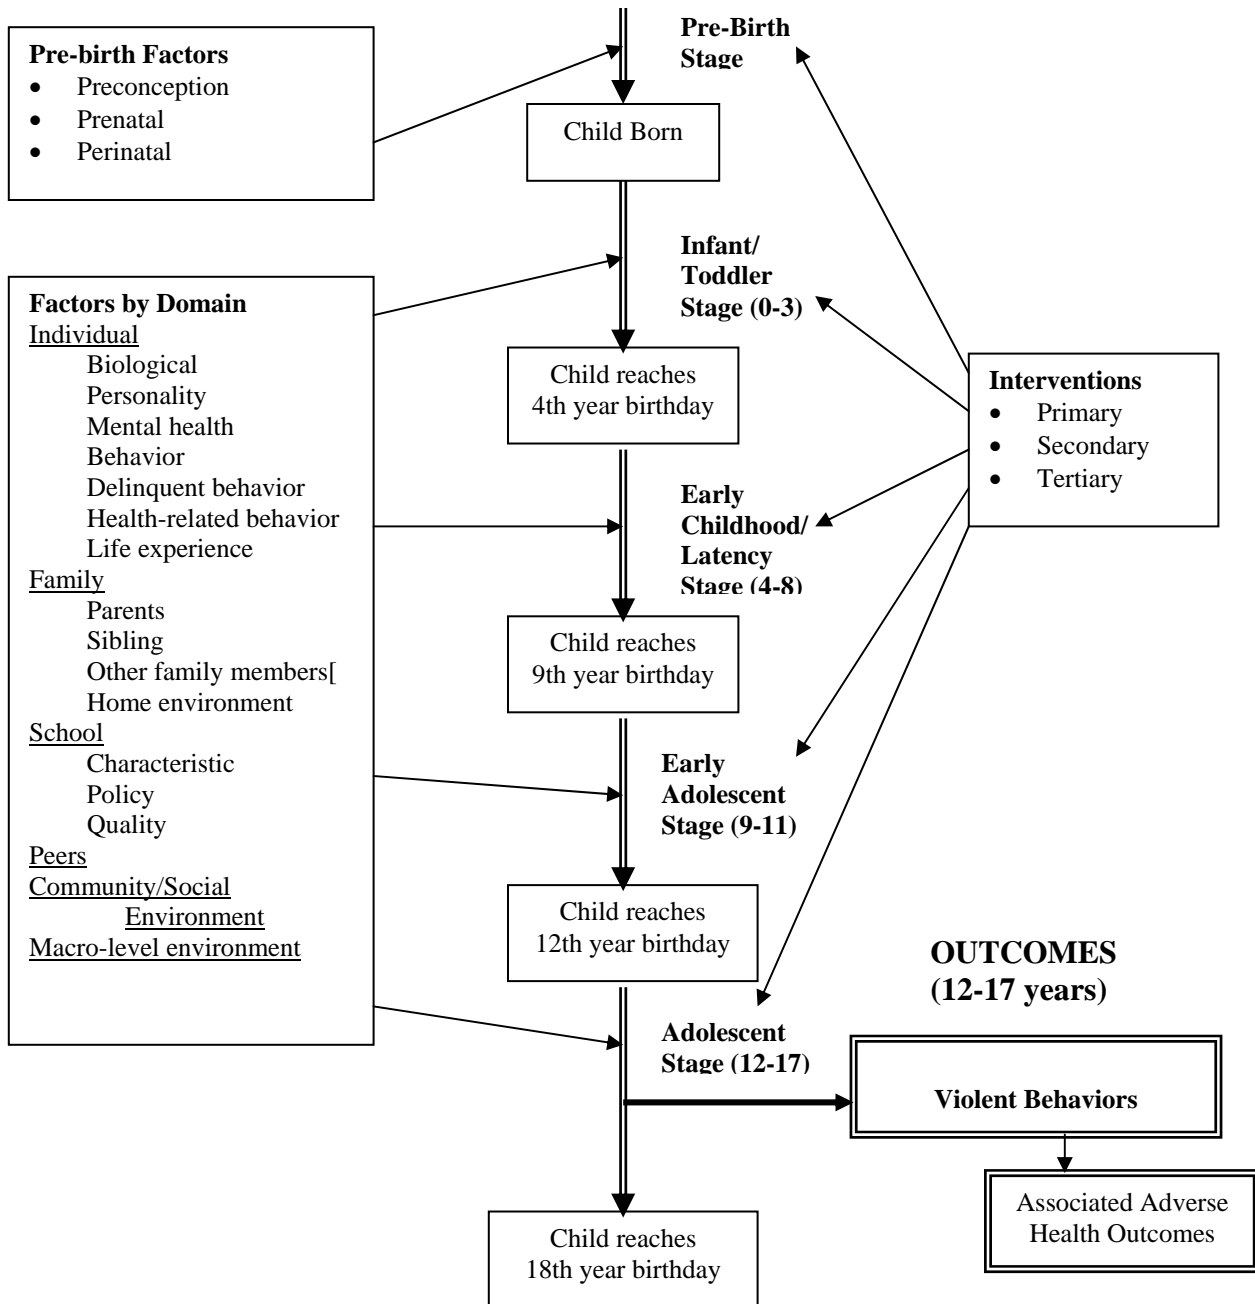 Pre-birth Factors
• Preconception
• Prenatal
• Perinatal
Pre-Birth
Stage
Child Born
Infant/
Toddler
Stage (0-3)
Factors by Domain
Individual
Biological
Personality
Mental health
Behavior
Delinquent behavior
Health-related behavior
Life experience
Family
Parents
Sibling
Other family members[
Home environment
School
Characteristic
Policy
Quality
Peers
Community/Social
Environment
Macro-level environment
Child reaches
4th year birthday
Interventions
• Primary
• Secondary
• Tertiary
Early
Childhood/
Latency
Stage (4-8)
Child reaches
9th year birthday
Early
Adolescent
Stage (9-11)
Child reaches
12th year birthday
OUTCOMES
(12-17 years)
Adolescent
Stage (12-17)
Violent Behaviors
Associated Adverse
Health Outcomes
Child reaches
18th year birthday